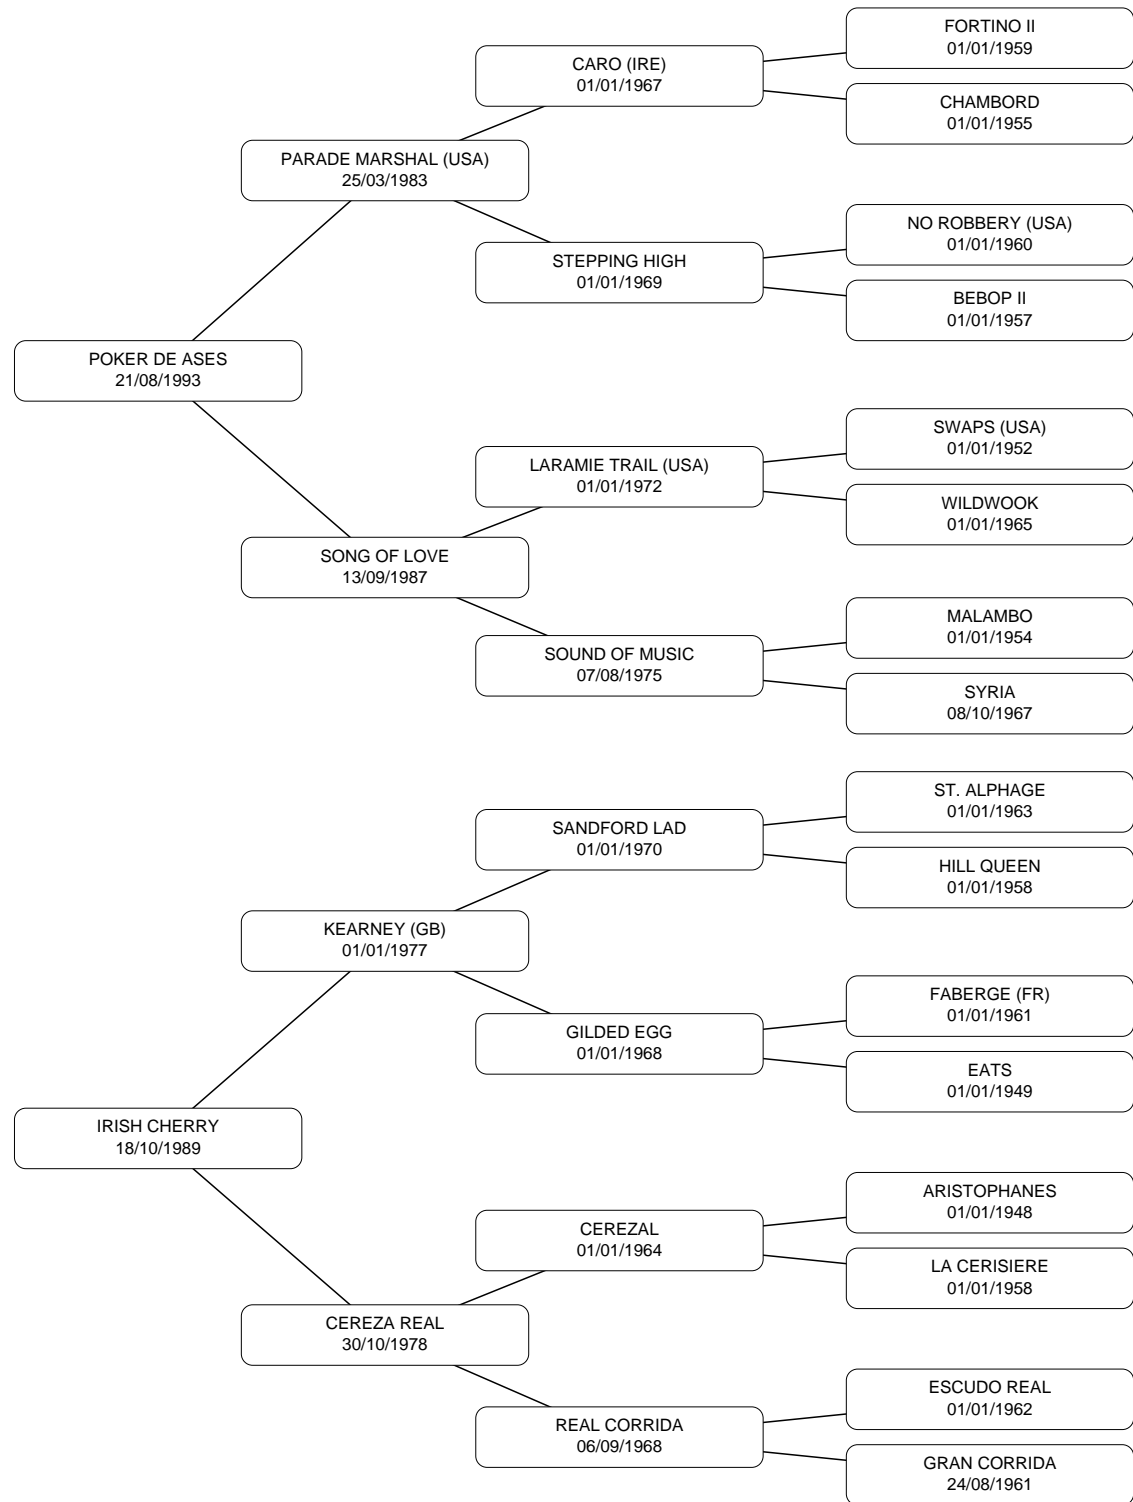 FORTINO II
01/01/1959
CARO (IRE)
01/01/1967
CHAMBORD
01/01/1955
PARADE MARSHAL (USA)
25/03/1983
NO ROBBERY (USA)
01/01/1960
STEPPING HIGH
01/01/1969
BEBOP II
01/01/1957
POKER DE ASES
21/08/1993
SWAPS (USA)
01/01/1952
LARAMIE TRAIL (USA)
01/01/1972
WILDWOOK
01/01/1965
SONG OF LOVE
13/09/1987
MALAMBO
01/01/1954
SOUND OF MUSIC
07/08/1975
SYRIA
08/10/1967
ST. ALPHAGE
01/01/1963
SANDFORD LAD
01/01/1970
HILL QUEEN
01/01/1958
KEARNEY (GB)
01/01/1977
FABERGE (FR)
01/01/1961
GILDED EGG
01/01/1968
EATS
01/01/1949
IRISH CHERRY
18/10/1989
ARISTOPHANES
01/01/1948
CEREZAL
01/01/1964
LA CERISIERE
01/01/1958
CEREZA REAL
30/10/1978
ESCUDO REAL
01/01/1962
REAL CORRIDA
06/09/1968
GRAN CORRIDA
24/08/1961